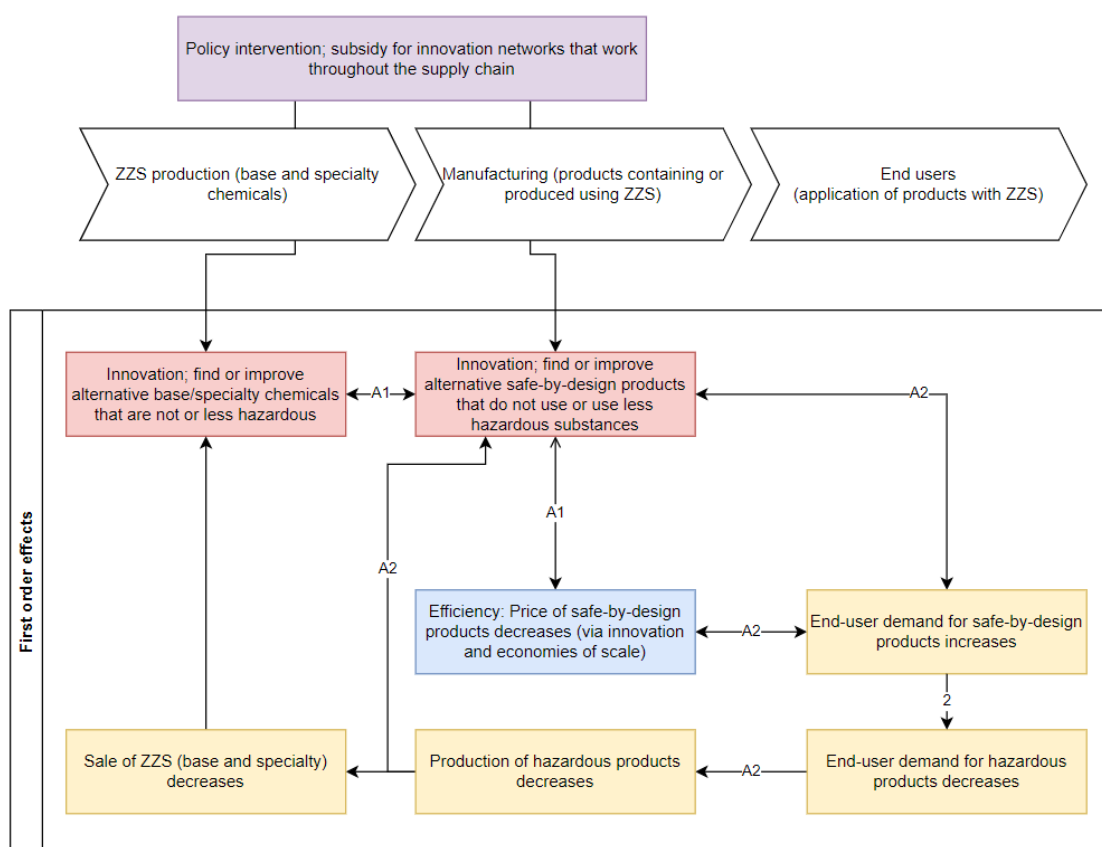 Policy intervention; subsidy for innovation networks that work
throughout the supply chain
ZZS production (base and specialty
chemicals)
Manufacturing (products containing or
produced using ZZS)
End users
(application of products with ZZS)
First order effects
Innovation; find or improve
alternative base/specialty chemicals
that are not or less hazardous
A1
Innovation; find or improve
alternative safe-by-design products
that do not use or use less
hazardous substances
A2
A1
A2
Efficiency: Price of safe-by-design
products decreases (via innovation
and economies of scale)
A2
End-user demand for safe-by-design
products increases
2
Sale of ZZS (base and specialty)
decreases
Production of hazardous products
decreases
A2
End-user demand for hazardous
products decreases